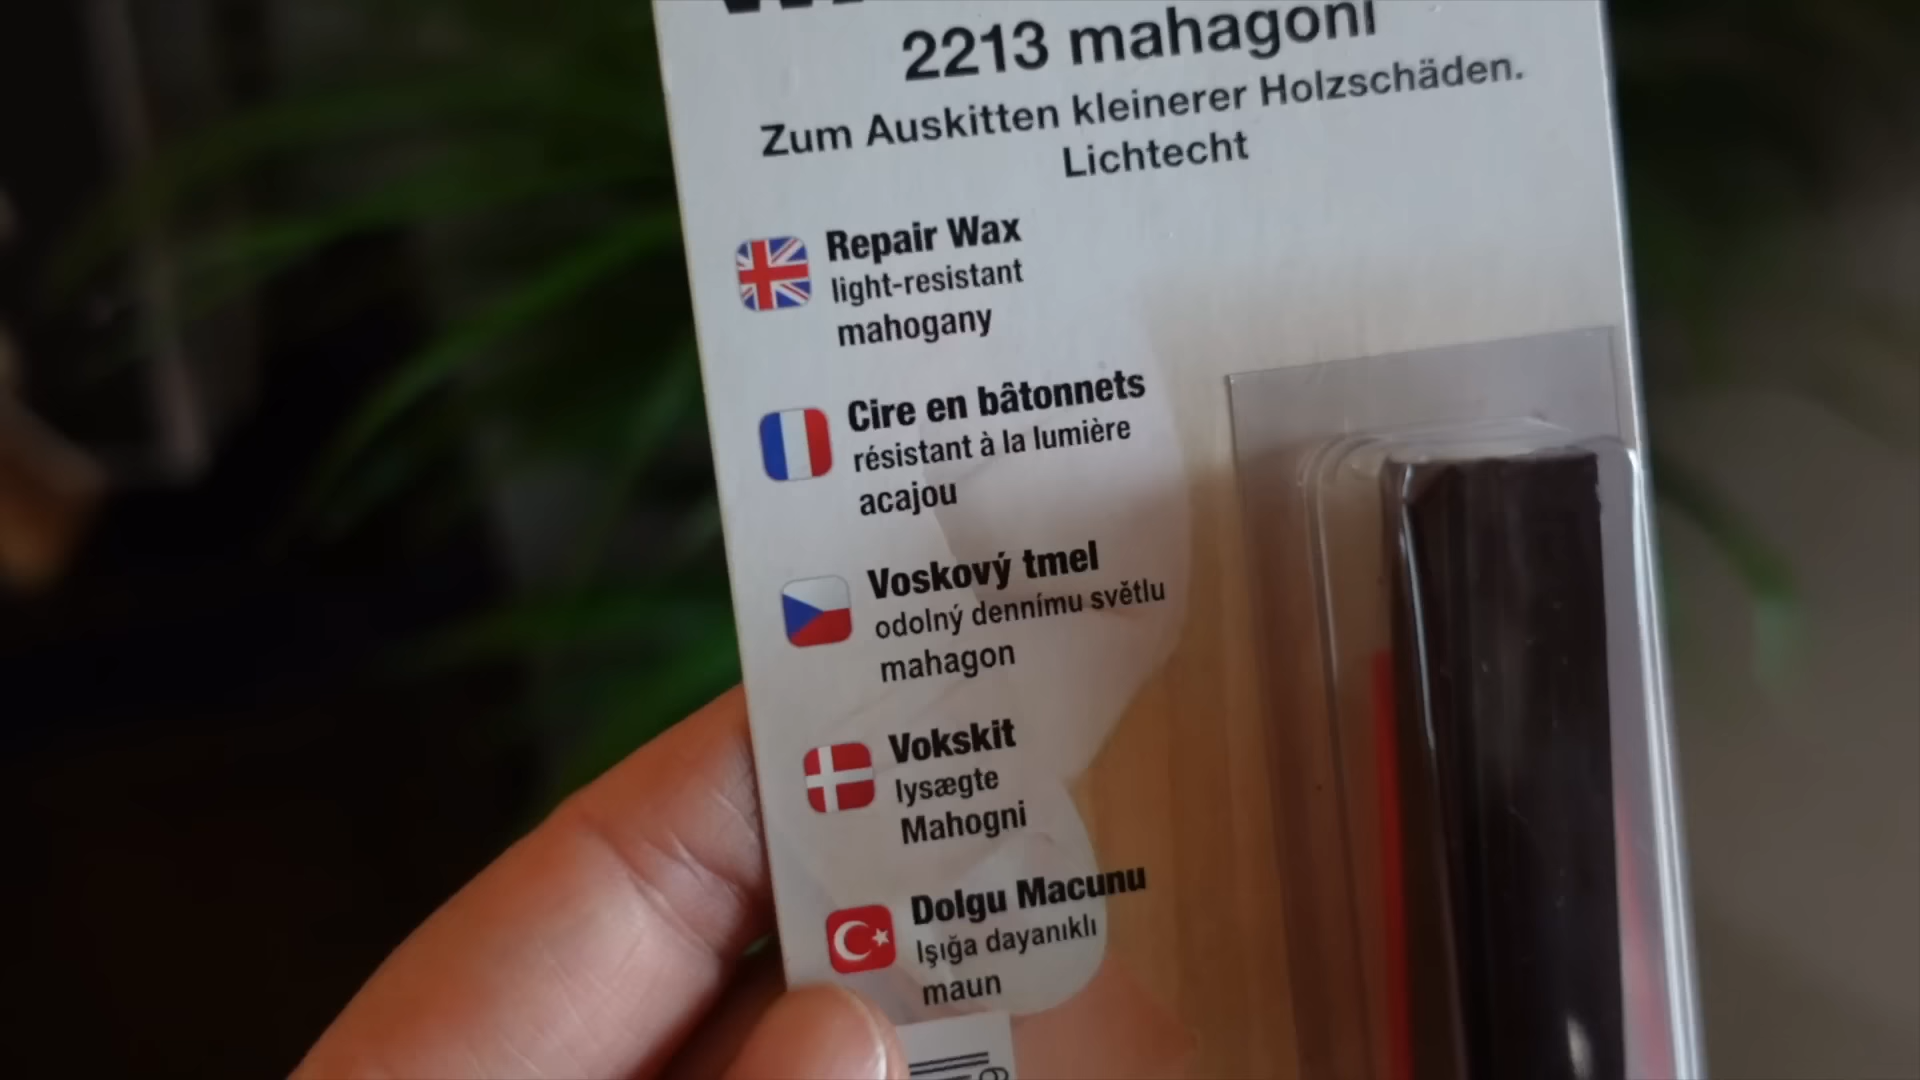 2213 mahagoni
Zum Auskitten kleinerer Holzschäden.
Lichtecht
Repair Wax
light-resistant
mahogany
Cire en bâtonnets
résistant à la lumière
acajou
Voskový tmel
odolný dennímu světlu
mahagon
Vokskit
lysægte
Mahogni
Dolgu Macunu
Işığa dayanıklı
maun